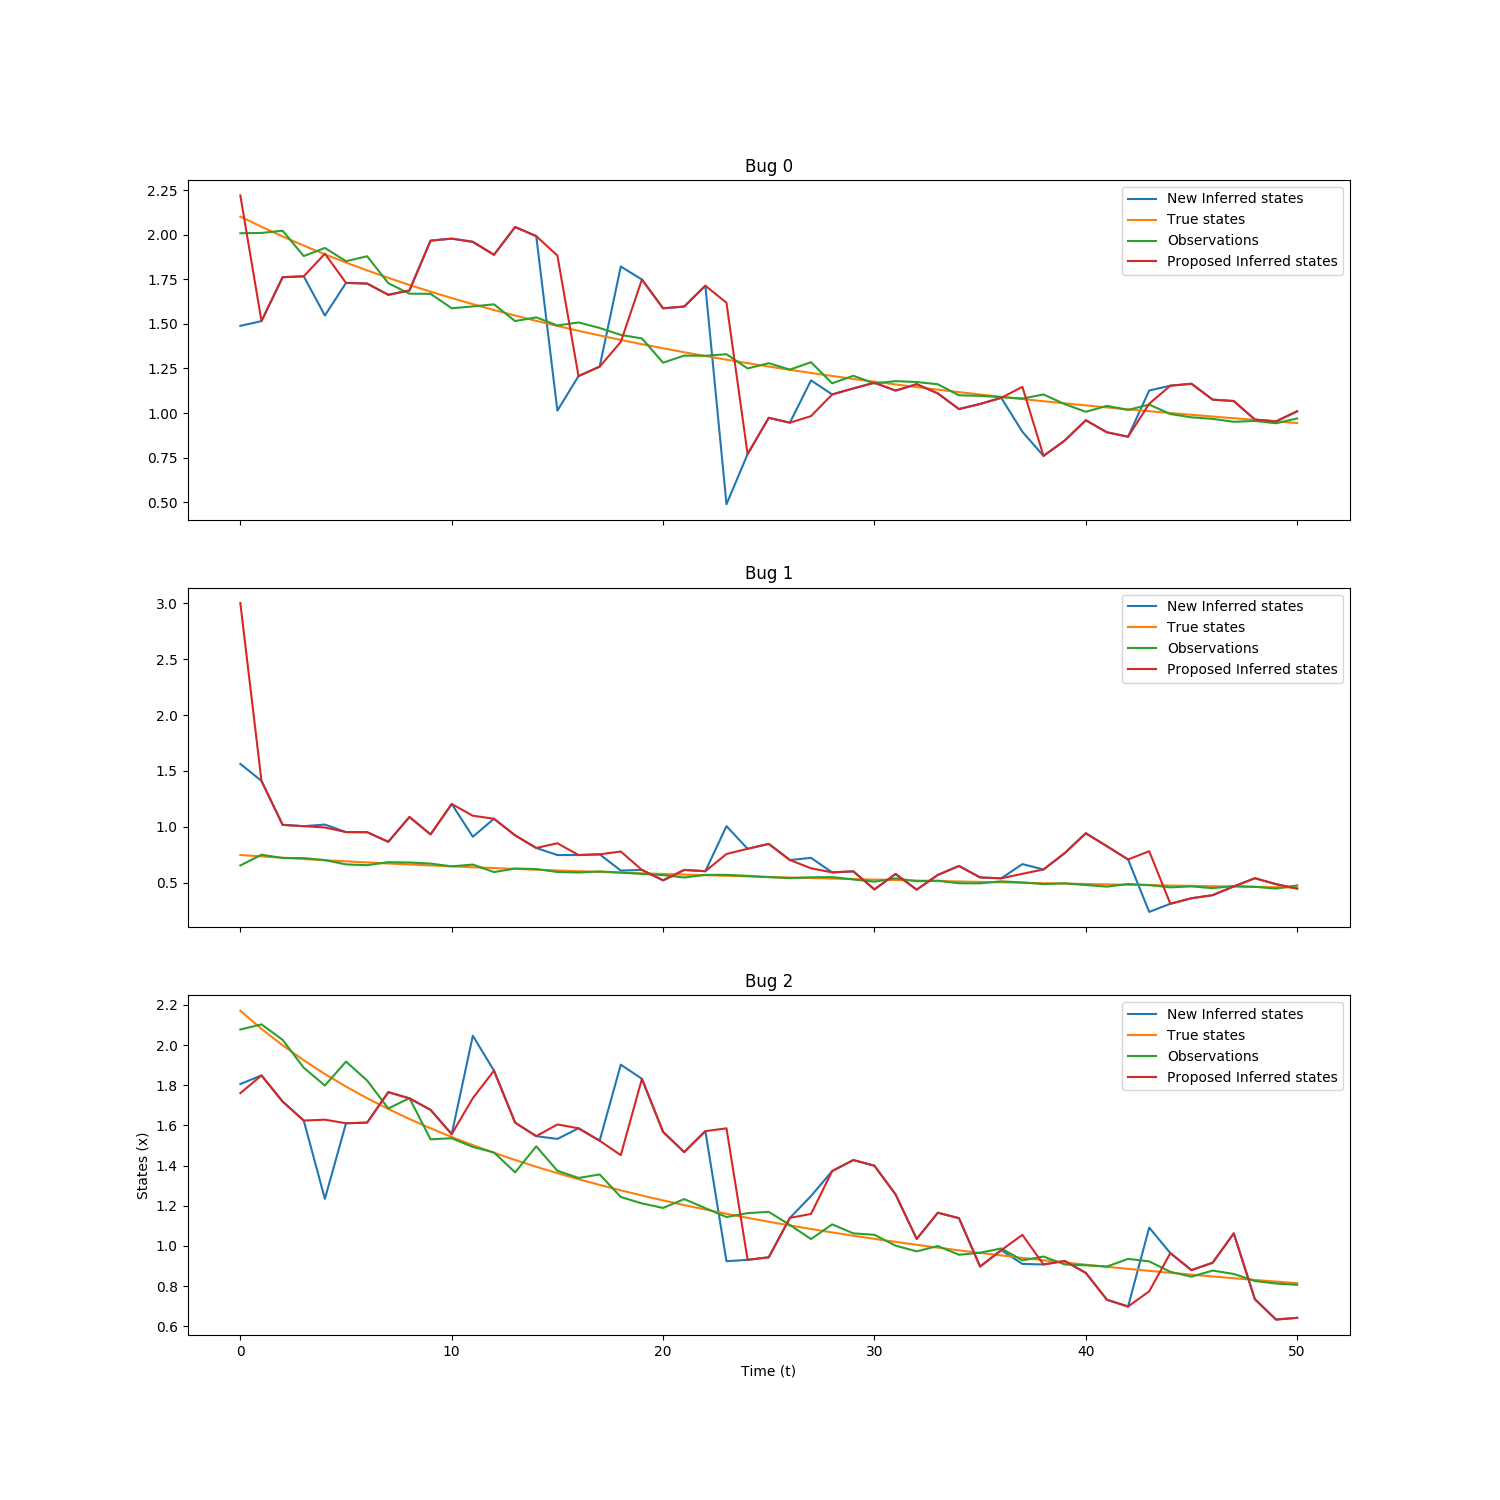 Bug 0
2.25
2.00
1.75
1.50
1.25
1.00
0.75
0.50
New Inferred states
True states
Observations
Proposed Inferred states
Bug 1
3.0
2.5
2.0
1.5
1.0
0.5
New Inferred states
True states
Observations
Proposed Inferred states
Bug 2
2.2
2.0
1.8
1.6
1.4
1.2
1.0
0.8
0.6
States (x)
New Inferred states
True states
Observations
Proposed Inferred states
0 10 20 30 40 50
Time (t)